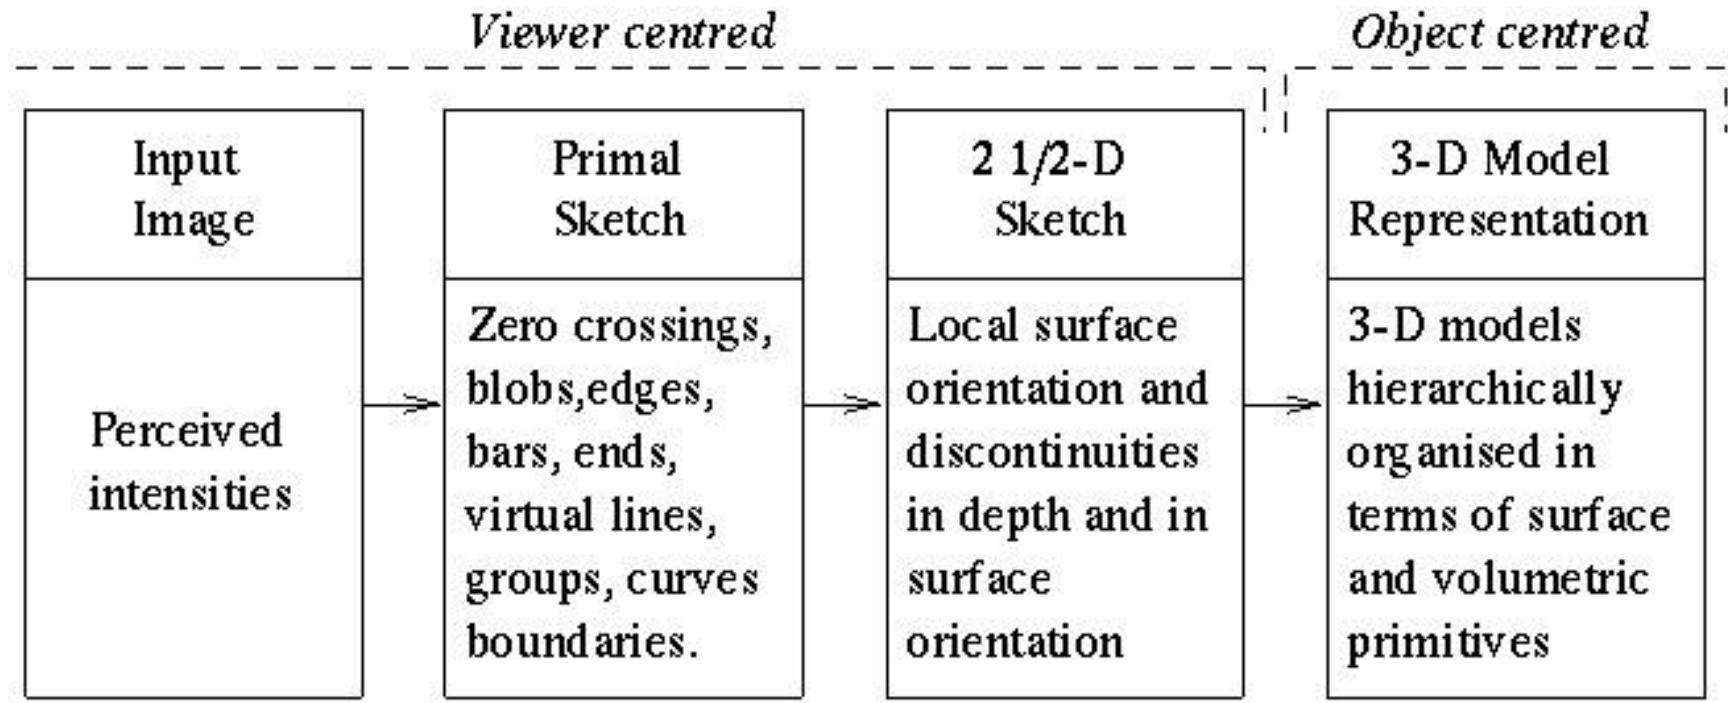 Viewer centred
Object centred
Input
Image
Perceived
intensities
Primal
Sketch
Zero crossings,
blobs,edges,
bars, ends,
virtual lines,
groups, curves
boundaries.
2 1/2-D
Sketch
Local surface
orientation and
discontinuities
in depth and in
surface
orientation
3-D Model
Representation
3-D models
hierarchically
organised in
terms of surface
and volumetric
primitives